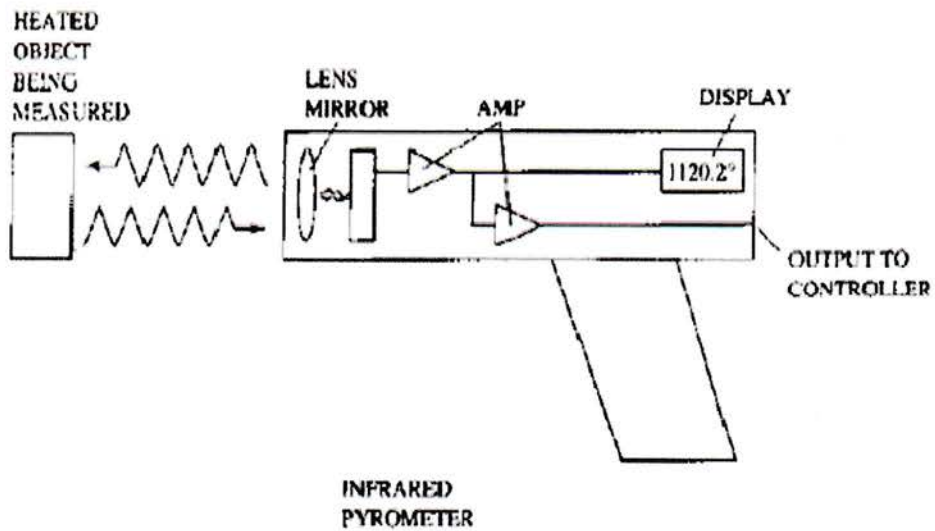 HEATED
OBJECT
BEING
MEASURED
LENS
MIRROR
AMP
DISPLAY
1120.2°
OUTPUT TO
CONTROLLER
INFRARED
PYROMETER